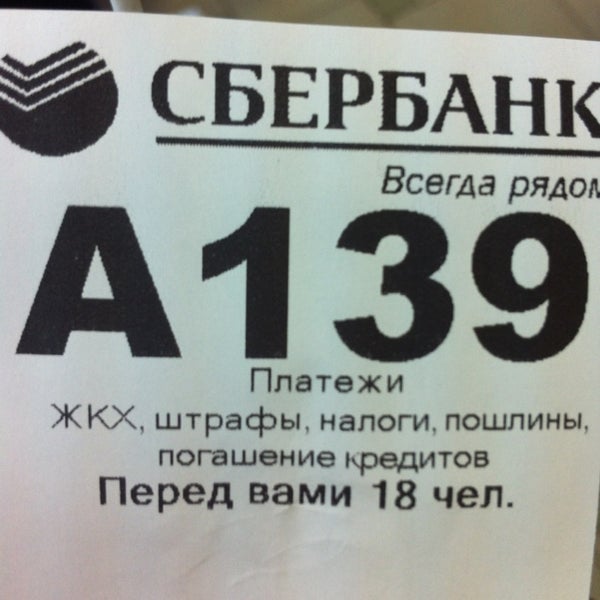 СБЕРБАНК
Всегда рядом
А139
Платежи
ЖКХ, штрафы, налоги, пошлины,
погашение кредитов
Перед вами 18 чел.